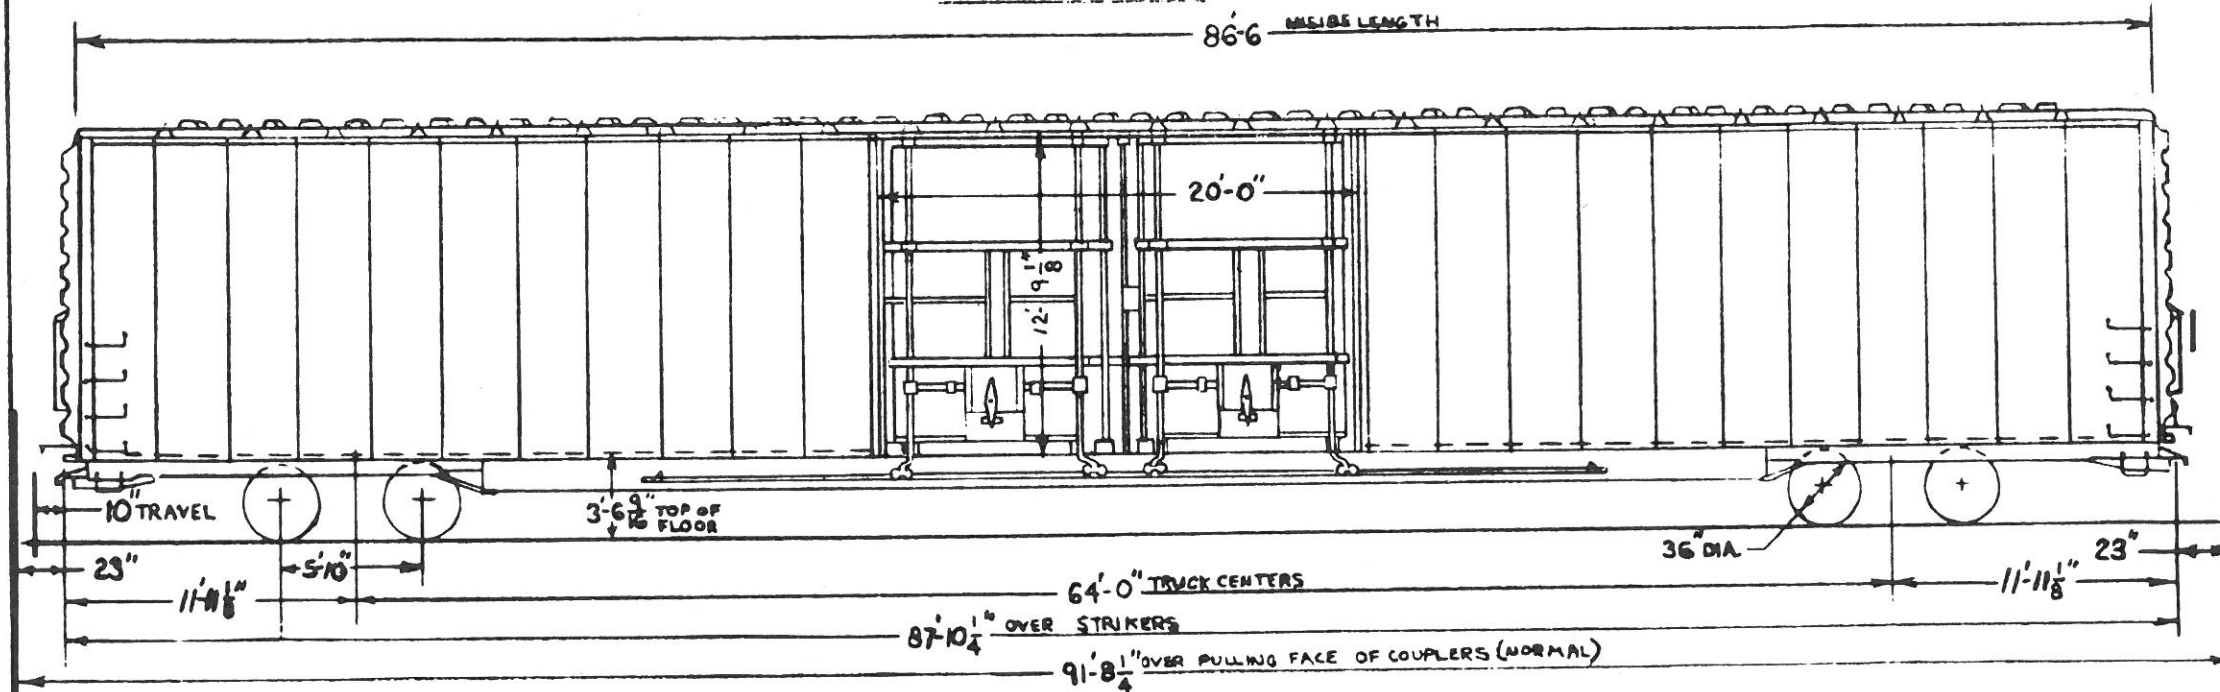 86'-6 INSIDE LENGTH
20'-0"
12'-9 1/8"
10" TRAVEL
3'-6 9/16" TOP OF
FLOOR
36" DIA
23"
5'-10"
23"
11'-11 1/8"
64'-0" TRUCK CENTERS
11'-11 1/8"
87'-10 1/4" OVER STRIKERS
91'-8 1/4" OVER PULLING FACE OF COUPLERS (NORMAL)